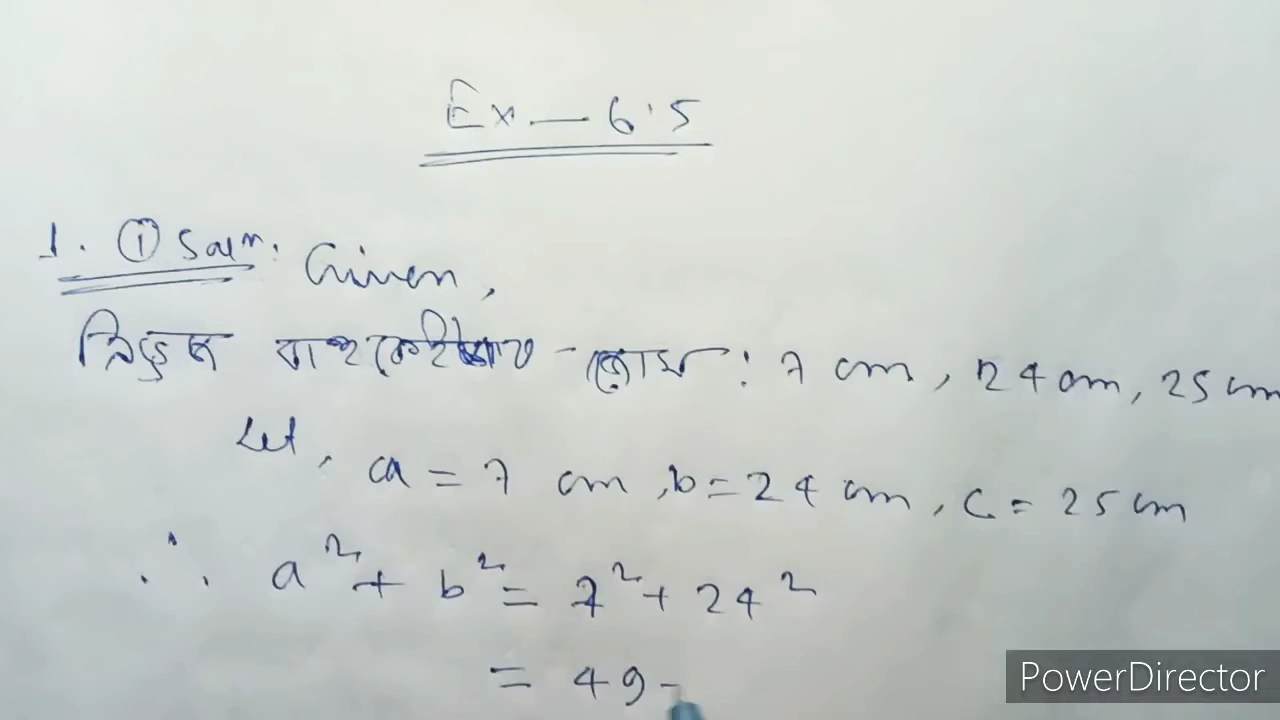 Ex — 6.5
1. (i) Solⁿ: Given,
ত্ৰিভুজ বাহুকেইটাৰ : 7 cm, 24 cm, 25 cm
Let, a = 7 cm, b = 24 cm, c = 25 cm
∴ a² + b² = 7² + 24²
= 49 -
PowerDirector